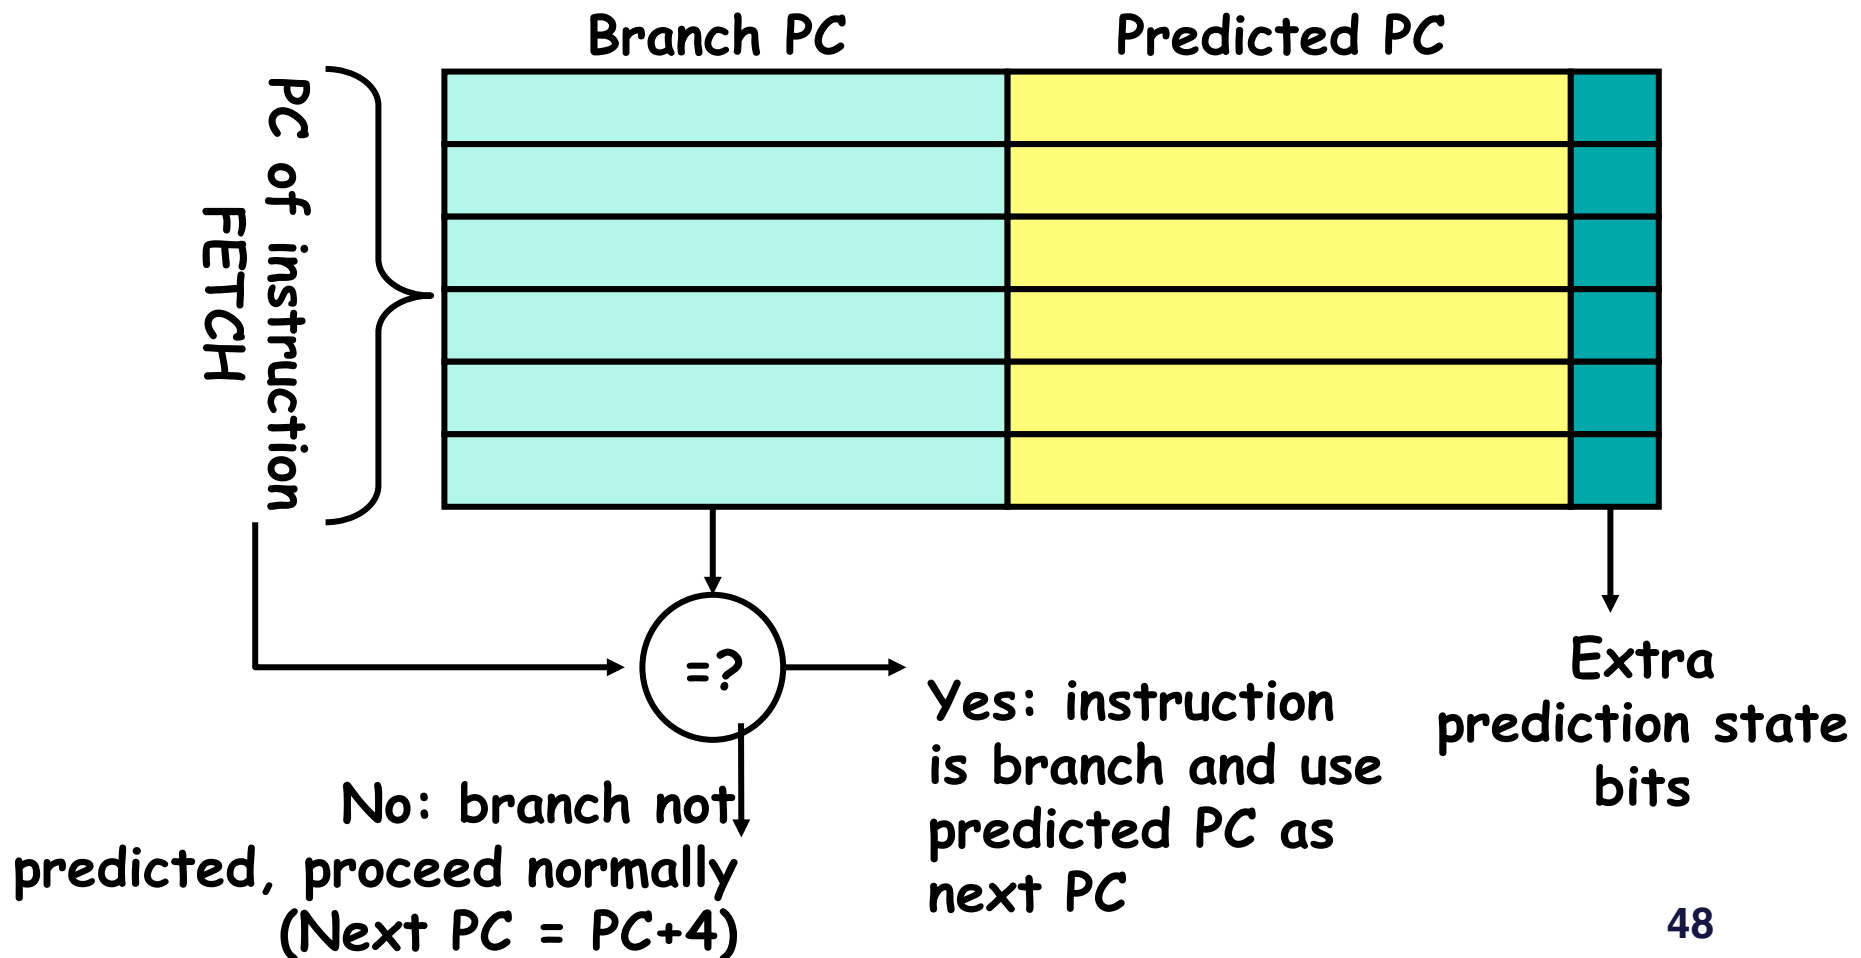 Branch PC
Predicted PC
PC of instruction
FETCH
=?
Yes: instruction
is branch and use
predicted PC as
next PC
Extra
prediction state
bits
No: branch not
predicted, proceed normally
(Next PC = PC+4)
48